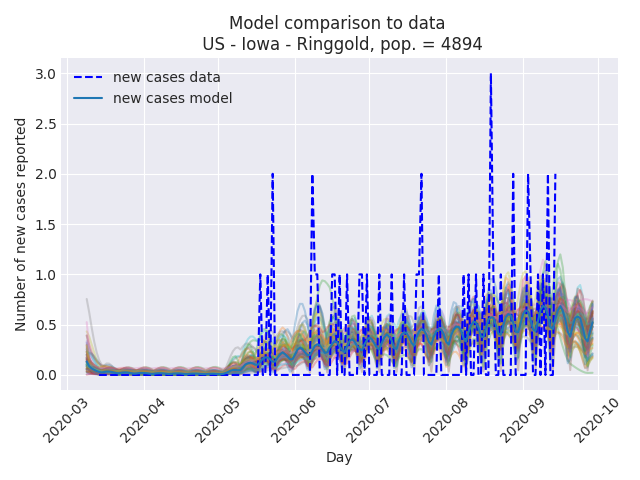 Model comparison to data
US - Iowa - Ringgold, pop. = 4894
new cases data
new cases model
Number of new cases reported
3.0
2.5
2.0
1.5
1.0
0.5
0.0
2020-03
2020-04
2020-05
2020-06
2020-07
2020-08
2020-09
2020-10
Day